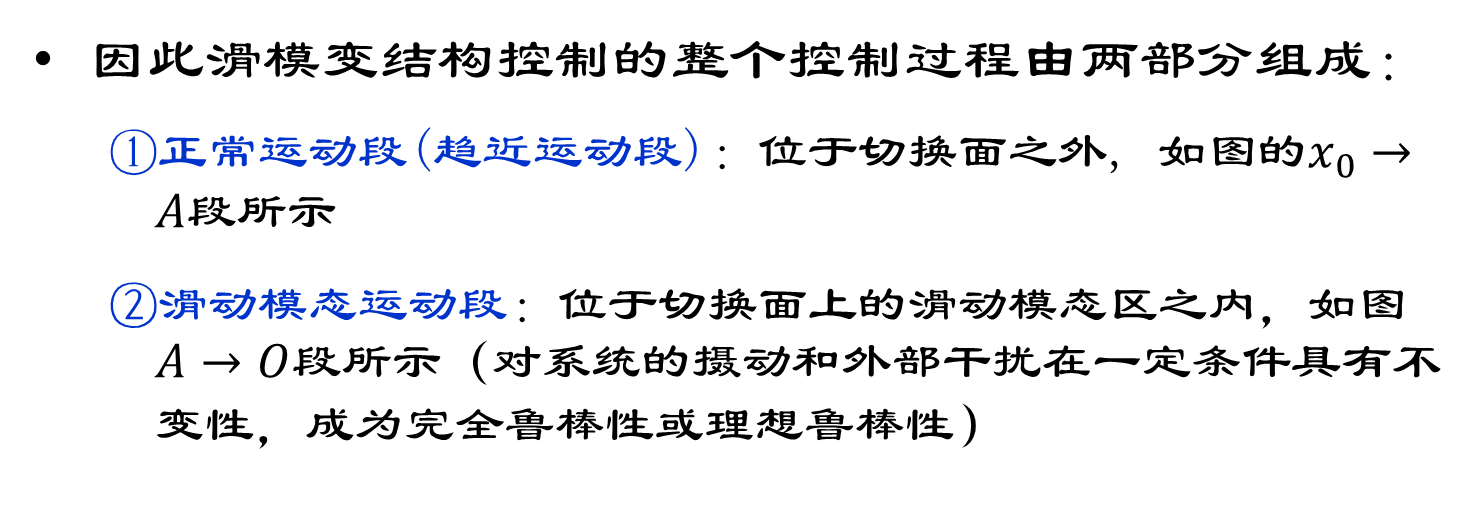 • 因此滑模变结构控制的整个控制过程由两部分组成：
①正常运动段(趋近运动段)：位于切换面之外, 如图的x₀ →
A段所示
②滑动模态运动段：位于切换面上的滑动模态区之内，如图
A → O段所示（对系统的摄动和外部干扰在一定条件具有不
变性，成为完全鲁棒性或理想鲁棒性）